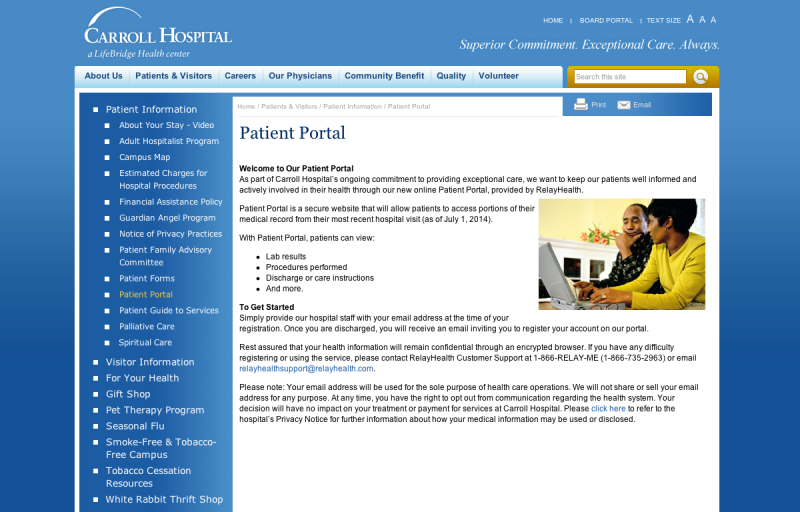 CARROLL HOSPITAL
a LifeBridge Health center
HOME | BOARD PORTAL | TEXT SIZE A A A
Superior Commitment. Exceptional Care. Always.
About Us Patients & Visitors Careers Our Physicians Community Benefit Quality Volunteer
Search this site
Patient Information
About Your Stay - Video
Adult Hospitalist Program
Campus Map
Estimated Charges for
Hospital Procedures
Financial Assistance Policy
Guardian Angel Program
Notice of Privacy Practices
Patient Family Advisory
Committee
Patient Forms
Patient Portal
Patient Guide to Services
Palliative Care
Spiritual Care
Visitor Information
For Your Health
Gift Shop
Pet Therapy Program
Seasonal Flu
Smoke-Free & Tobacco-
Free Campus
Tobacco Cessation
Resources
White Rabbit Thrift Shop
Home / Patients & Visitors / Patient Information / Patient Portal
Print Email
Patient Portal
Welcome to Our Patient Portal
As part of Carroll Hospital's ongoing commitment to providing exceptional care, we want to keep our patients well informed and
actively involved in their health through our new online Patient Portal, provided by RelayHealth.
Patient Portal is a secure website that will allow patients to access portions of their
medical record from their most recent hospital visit (as of July 1, 2014).
With Patient Portal, patients can view:
Lab results
Procedures performed
Discharge or care instructions
And more.
To Get Started
Simply provide our hospital staff with your email address at the time of your
registration. Once you are discharged, you will receive an email inviting you to register your account on our portal.
Rest assured that your health information will remain confidential through an encrypted browser. If you have any difficulty
registering or using the service, please contact RelayHealth Customer Support at 1-866-RELAY-ME (1-866-735-2963) or email
relayhealthsupport@relayhealth.com.
Please note: Your email address will be used for the sole purpose of health care operations. We will not share or sell your email
address for any purpose. At any time, you have the right to opt out from communication regarding the health system. Your
decision will have no impact on your treatment or payment for services at Carroll Hospital. Please click here to refer to the
hospital's Privacy Notice for further information about how your medical information may be used or disclosed.